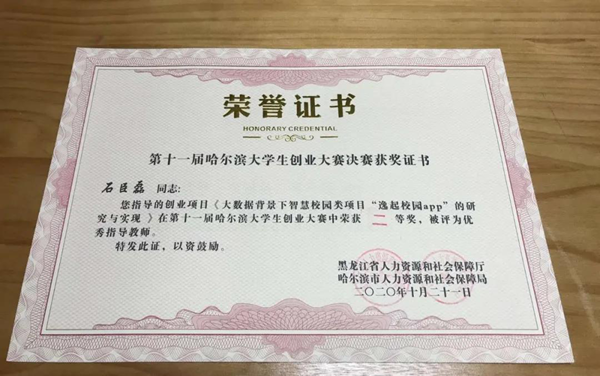 荣誉证书
HONORARY CREDENTIAL
第十一届哈尔滨大学生创业大赛决赛获奖证书
石臣磊 同志:
您指导的创业项目《大数据背景下智慧校园类项目“逸起校园app”的研
究与实现 》在第十一届哈尔滨大学生创业大赛中荣获 二 等奖，被评为优
秀指导教师。
特发此证，以资鼓励。
黑龙江省人力资源和社会保障厅
哈尔滨市人力资源和社会保障局
二〇二〇年十月二十一日